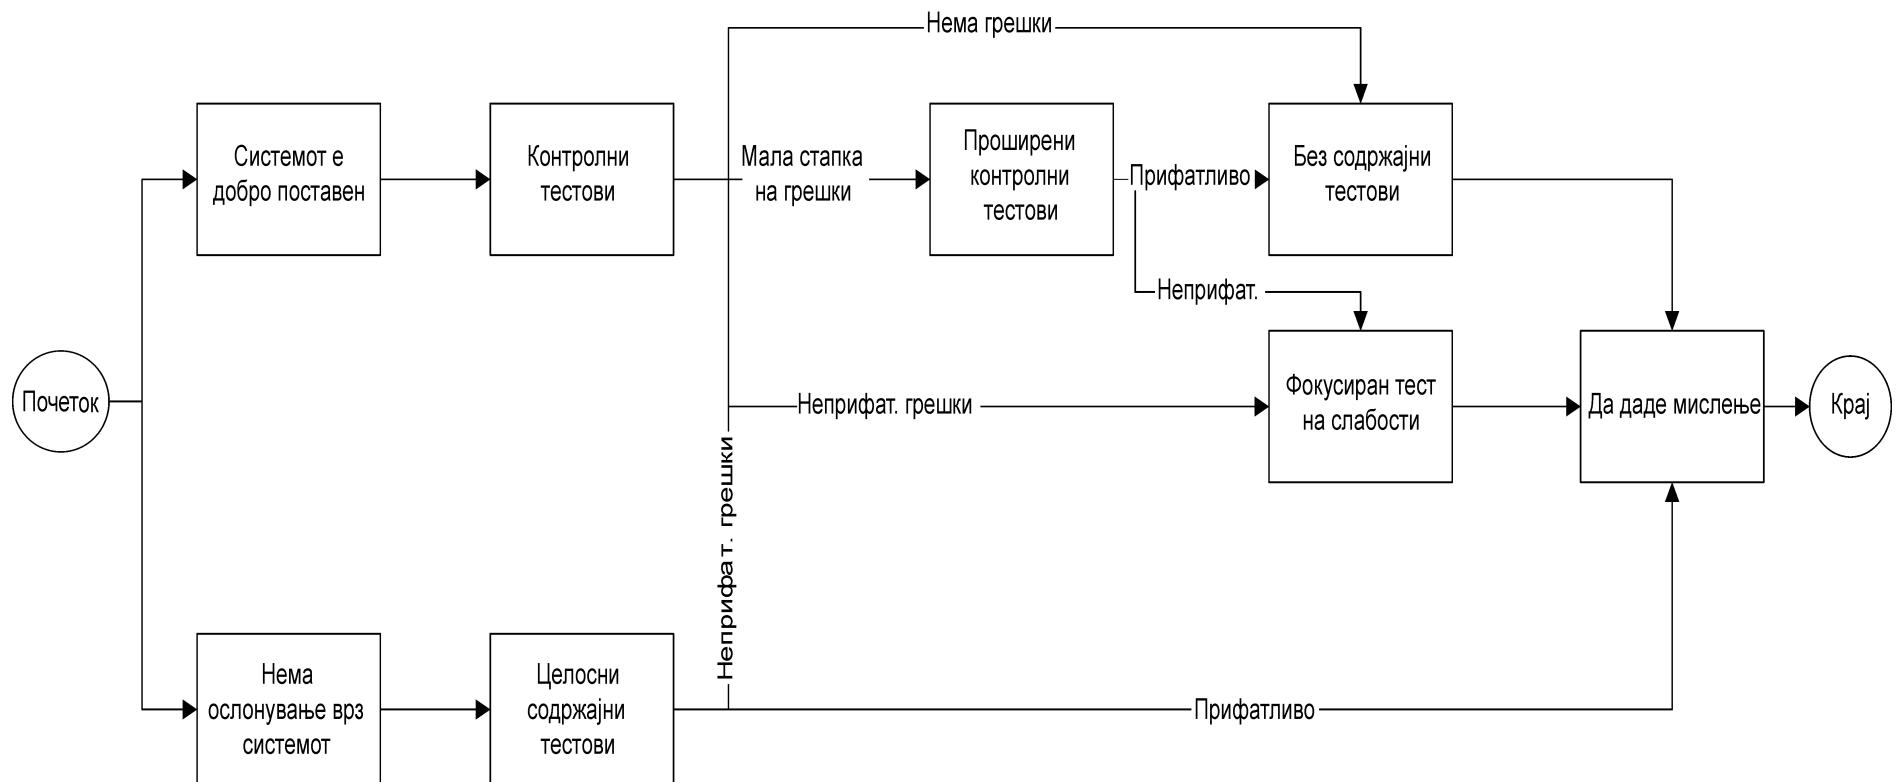 Нема грешки
Системот е
добро поставен
Контролни
тестови
Мала стапка
на грешки
Проширени
контролни
тестови
Прифатливо
Без содржајни
тестови
Неприфат.
Почеток
Неприфат. грешки
Фокусиран тест
на слабости
Да даде мислење
Крај
Неприфат. грешки
Нема
ослонување врз
системот
Целосни
содржајни
тестови
Прифатливо